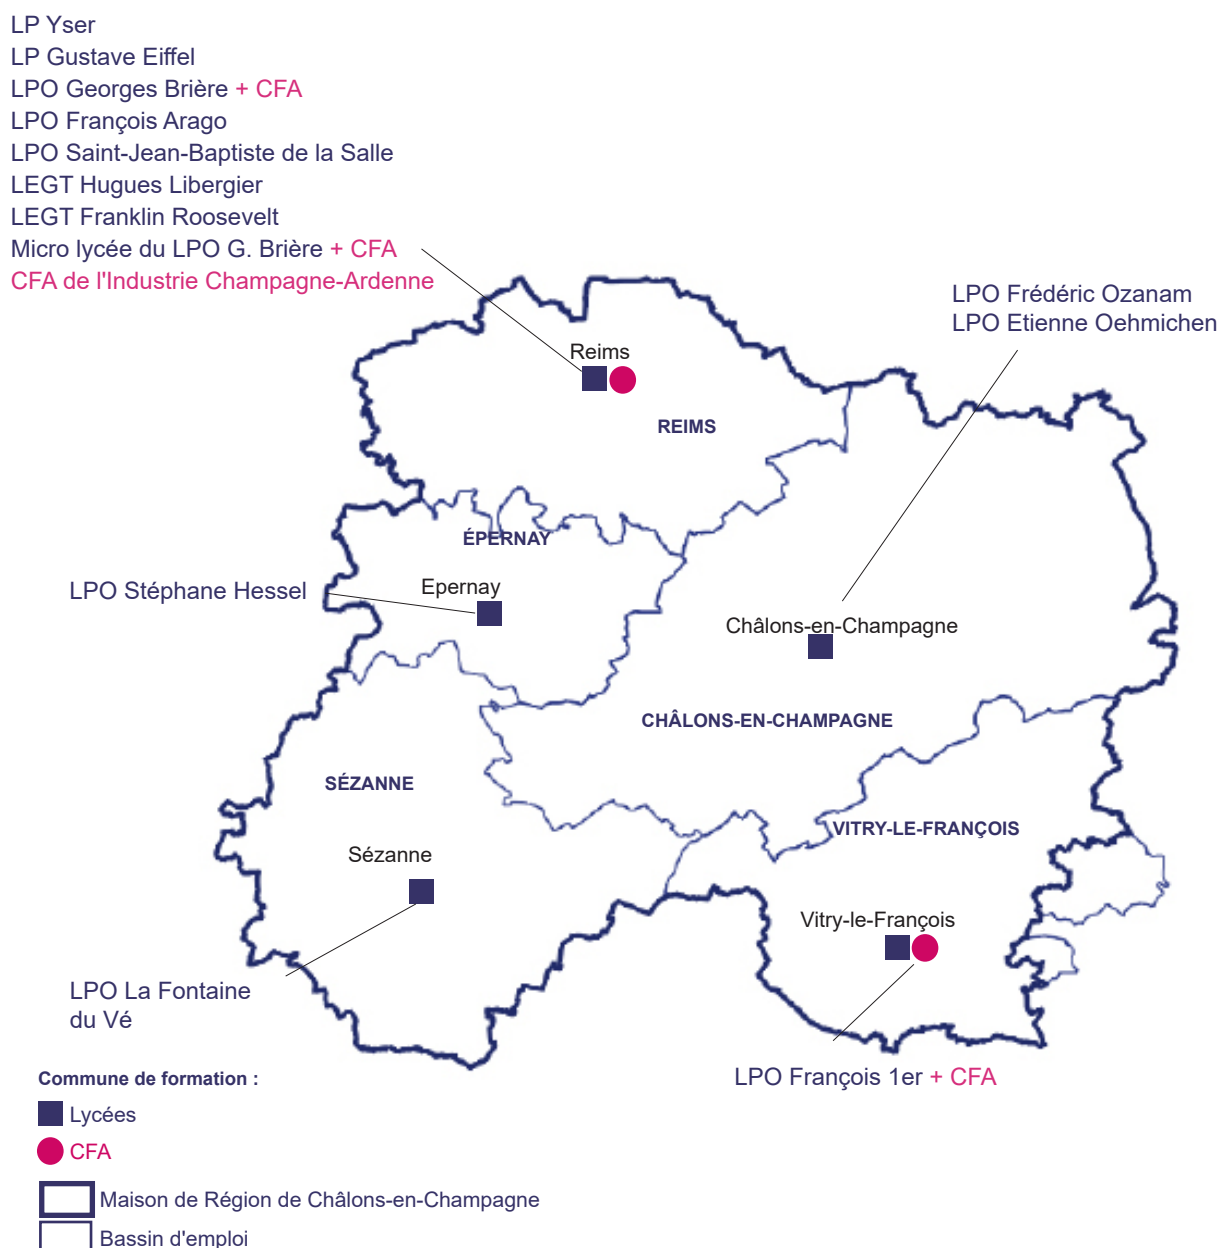 LP Yser
LP Gustave Eiffel
LPO Georges Brière + CFA
LPO François Arago
LPO Saint-Jean-Baptiste de la Salle
LEGT Hugues Libergier
LEGT Franklin Roosevelt
Micro lycée du LPO G. Brière + CFA
CFA de l'Industrie Champagne-Ardenne
LPO Frédéric Ozanam
LPO Etienne Oehmichen
Reims
REIMS
ÉPERNAY
Epernay
LPO Stéphane Hessel
Châlons-en-Champagne
CHÂLONS-EN-CHAMPAGNE
SÉZANNE
VITRY-LE-FRANÇOIS
Sézanne
Vitry-le-François
LPO La Fontaine
du Vé
LPO François 1er + CFA
Commune de formation :
Lycées
CFA
Maison de Région de Châlons-en-Champagne
Bassin d'emploi